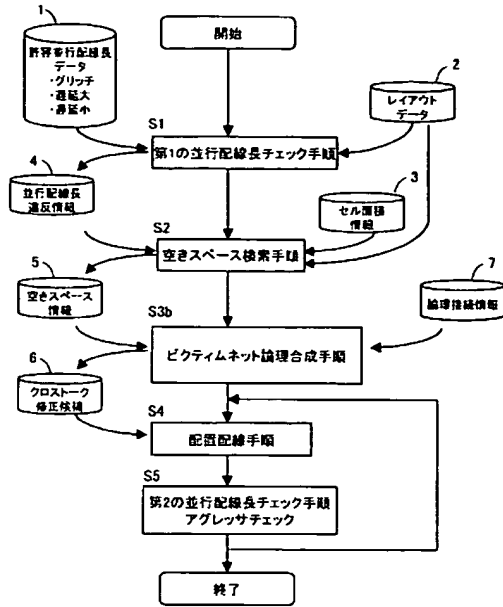 1
許容並行配線長
データ
・グリッチ
・遅延大
・遅延小
開始
2
レイアウト
データ
S1
第1の並行配線長チェック手順
4
並行配線長
違反情報
3
セル面積
情報
S2
空きスペース検索手順
5
空きスペース
情報
7
論理接続情報
S3b
ビクティムネット論理合成手順
6
クロストーク
修正候補
S4
配置配線手順
S5
第2の並行配線長チェック手順
アグレッサチェック
終了